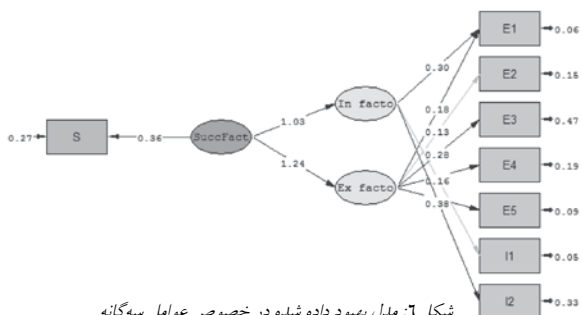 E1
0.06
0.30
E2
0.15
In facto
0.18
1.03
0.13
E3
0.47
0.27
S
0.36
SuccFact
0.28
1.24
E4
0.19
0.16
Ex facto
0.38
E5
0.09
I1
0.05
I2
0.33
شکل ٦: مدل بهبود داده شده در خصوص عوامل سه‌گانه